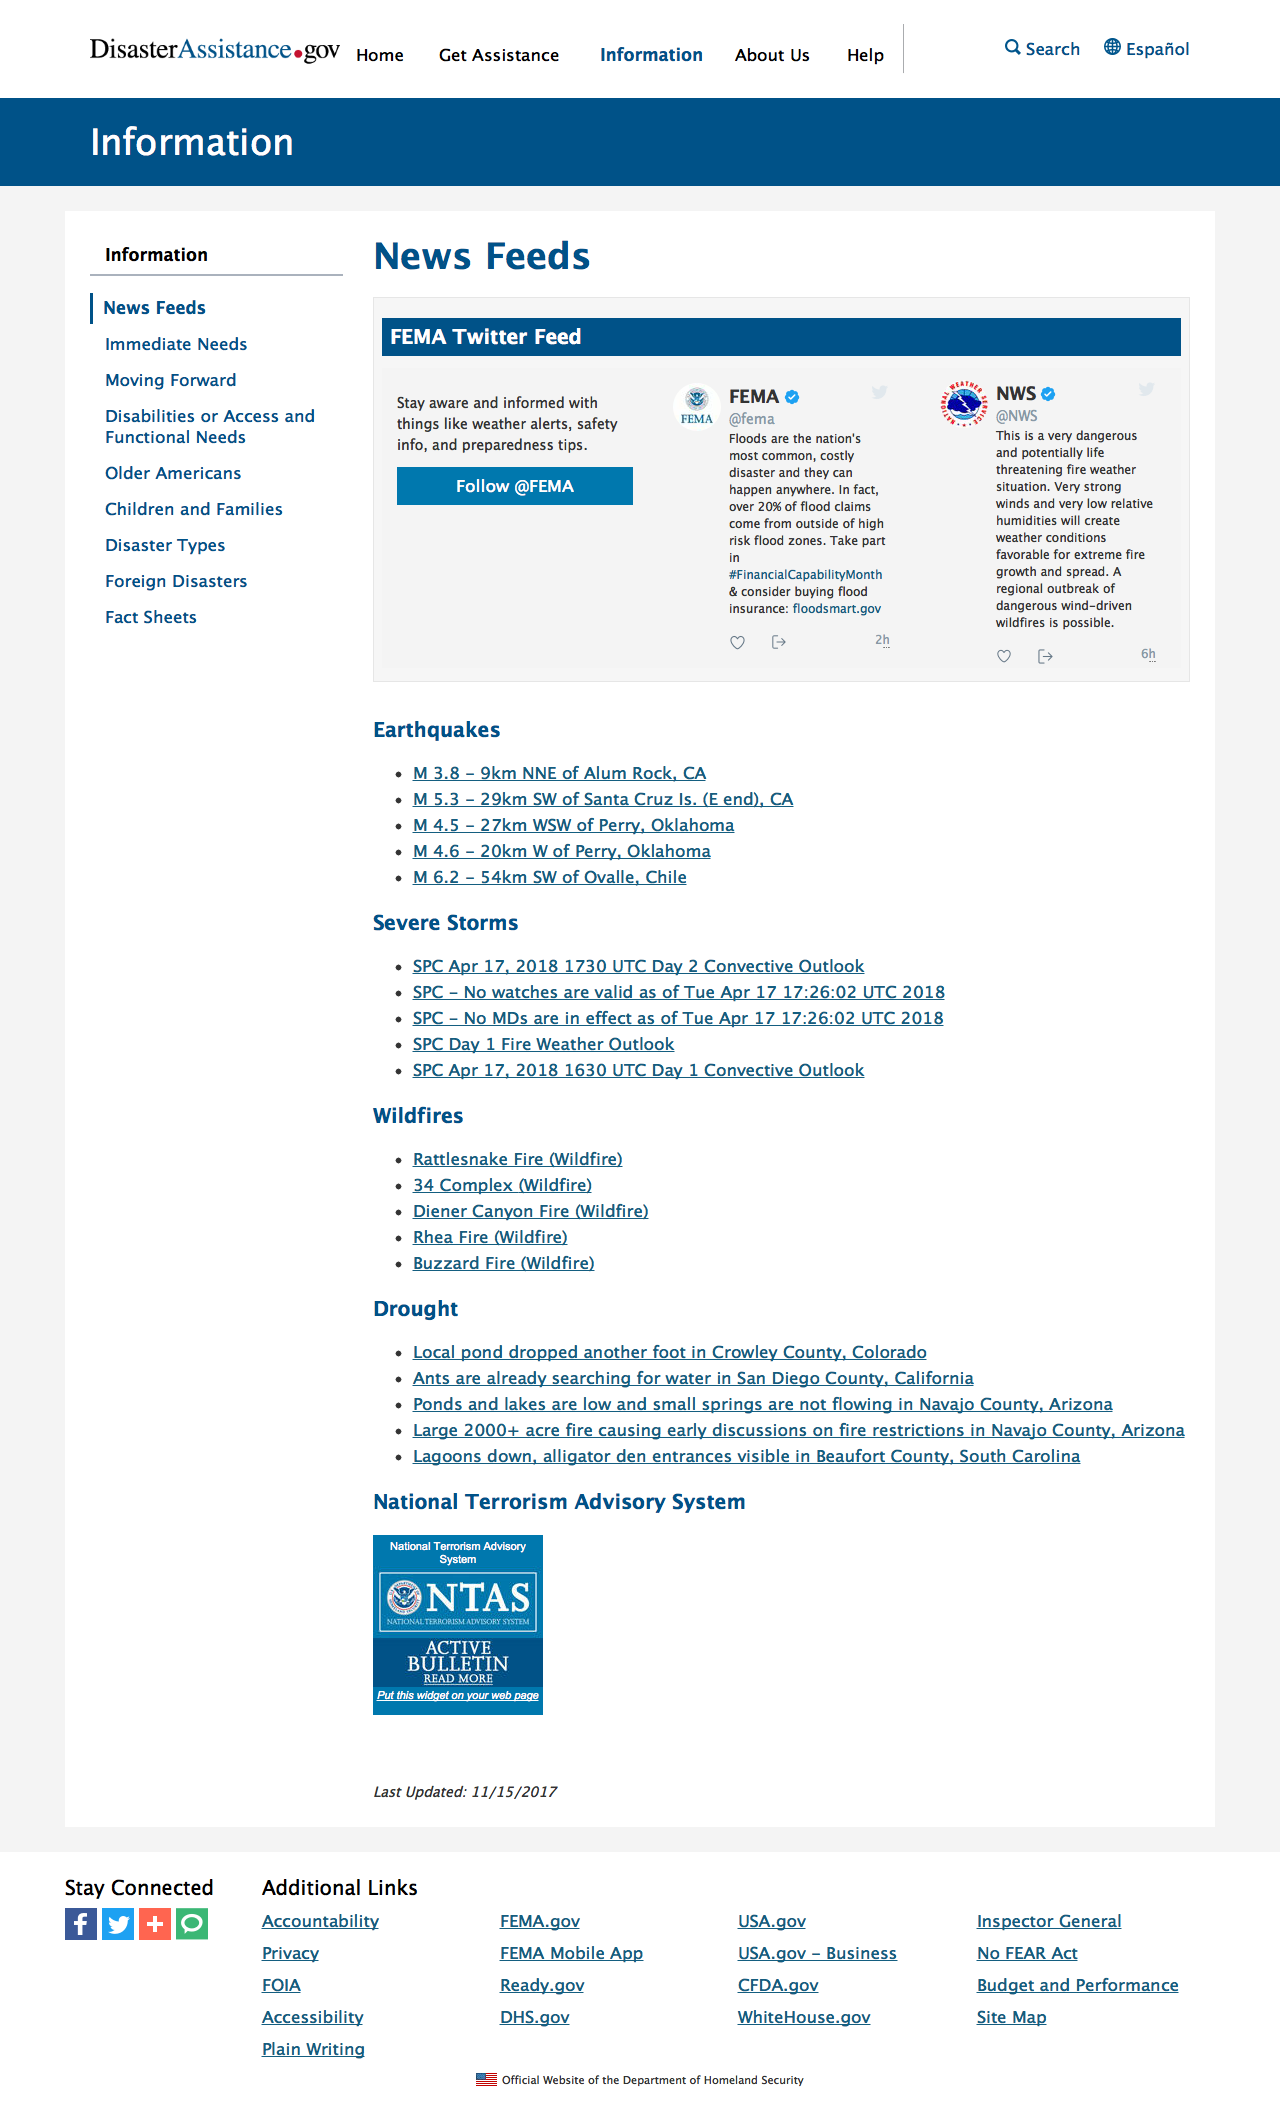 DisasterAssistance.gov
Home
Get Assistance
Information
About Us
Help
Search
Español
Information
Information
News Feeds
Immediate Needs
Moving Forward
Disabilities or Access and
Functional Needs
Older Americans
Children and Families
Disaster Types
Foreign Disasters
Fact Sheets
News Feeds
FEMA Twitter Feed
Stay aware and informed with
things like weather alerts, safety
info, and preparedness tips.
Follow @FEMA
FEMA
FEMA
@fema
Floods are the nation's
most common, costly
disaster and they can
happen anywhere. In fact,
over 20% of flood claims
come from outside of high
risk flood zones. Take part
in
#FinancialCapabilityMonth
& consider buying flood
insurance: floodsmart.gov
2h
NWS
@NWS
This is a very dangerous
and potentially life
threatening fire weather
situation. Very strong
winds and very low relative
humidities will create
weather conditions
favorable for extreme fire
growth and spread. A
regional outbreak of
dangerous wind-driven
wildfires is possible.
6h
Earthquakes
M 3.8 - 9km NNE of Alum Rock, CA
M 5.3 - 29km SW of Santa Cruz Is. (E end), CA
M 4.5 - 27km WSW of Perry, Oklahoma
M 4.6 - 20km W of Perry, Oklahoma
M 6.2 - 54km SW of Ovalle, Chile
Severe Storms
SPC Apr 17, 2018 1730 UTC Day 2 Convective Outlook
SPC - No watches are valid as of Tue Apr 17 17:26:02 UTC 2018
SPC - No MDs are in effect as of Tue Apr 17 17:26:02 UTC 2018
SPC Day 1 Fire Weather Outlook
SPC Apr 17, 2018 1630 UTC Day 1 Convective Outlook
Wildfires
Rattlesnake Fire (Wildfire)
34 Complex (Wildfire)
Diener Canyon Fire (Wildfire)
Rhea Fire (Wildfire)
Buzzard Fire (Wildfire)
Drought
Local pond dropped another foot in Crowley County, Colorado
Ants are already searching for water in San Diego County, California
Ponds and lakes are low and small springs are not flowing in Navajo County, Arizona
Large 2000+ acre fire causing early discussions on fire restrictions in Navajo County, Arizona
Lagoons down, alligator den entrances visible in Beaufort County, South Carolina
National Terrorism Advisory System
National Terrorism Advisory
System
NTAS
NATIONAL TERRORISM ADVISORY SYSTEM
ACTIVE
BULLETIN
READ MORE
Put this widget on your web page
Last Updated: 11/15/2017
Stay Connected
Additional Links
Accountability
Privacy
FOIA
Accessibility
Plain Writing
FEMA.gov
FEMA Mobile App
Ready.gov
DHS.gov
USA.gov
USA.gov - Business
CFDA.gov
WhiteHouse.gov
Inspector General
No FEAR Act
Budget and Performance
Site Map
Official Website of the Department of Homeland Security